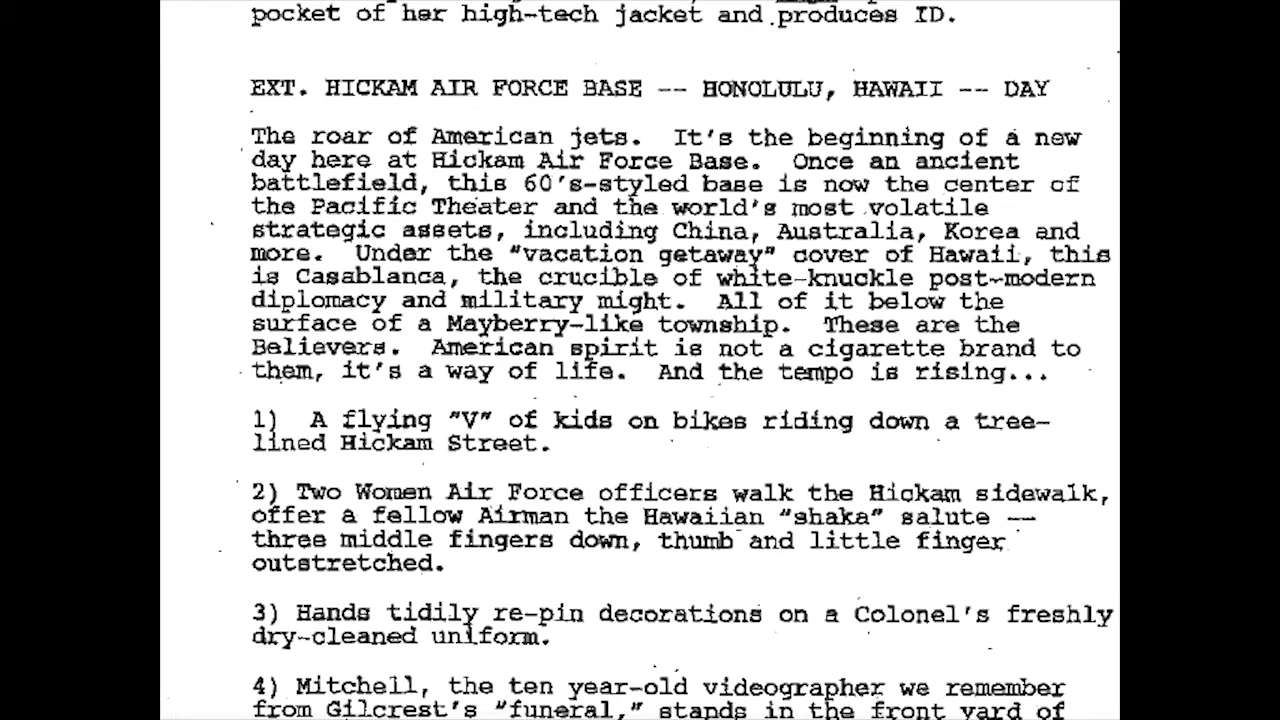 pocket of her high-tech jacket and produces ID.
EXT. HICKAM AIR FORCE BASE -- HONOLULU, HAWAII -- DAY
The roar of American jets. It's the beginning of a new
day here at Hickam Air Force Base. Once an ancient
battlefield, this 60's-styled base is now the center of
the Pacific Theater and the world's most volatile
strategic assets, including China, Australia, Korea and
more. Under the "vacation getaway" cover of Hawaii, this
is Casablanca, the crucible of white-knuckle post-modern
diplomacy and military might. All of it below the
surface of a Mayberry-like township. These are the
Believers. American spirit is not a cigarette brand to
them, it's a way of life. And the tempo is rising...
1) A flying "V" of kids on bikes riding down a tree-
lined Hickam Street.
2) Two Women Air Force officers walk the Hickam sidewalk,
offer a fellow Airman the Hawaiian "shaka" salute --
three middle fingers down, thumb and little finger
outstretched.
3) Hands tidily re-pin decorations on a Colonel's freshly
dry-cleaned uniform.
4) Mitchell, the ten year-old videographer we remember
from Gilcrest's "funeral," stands in the front yard of